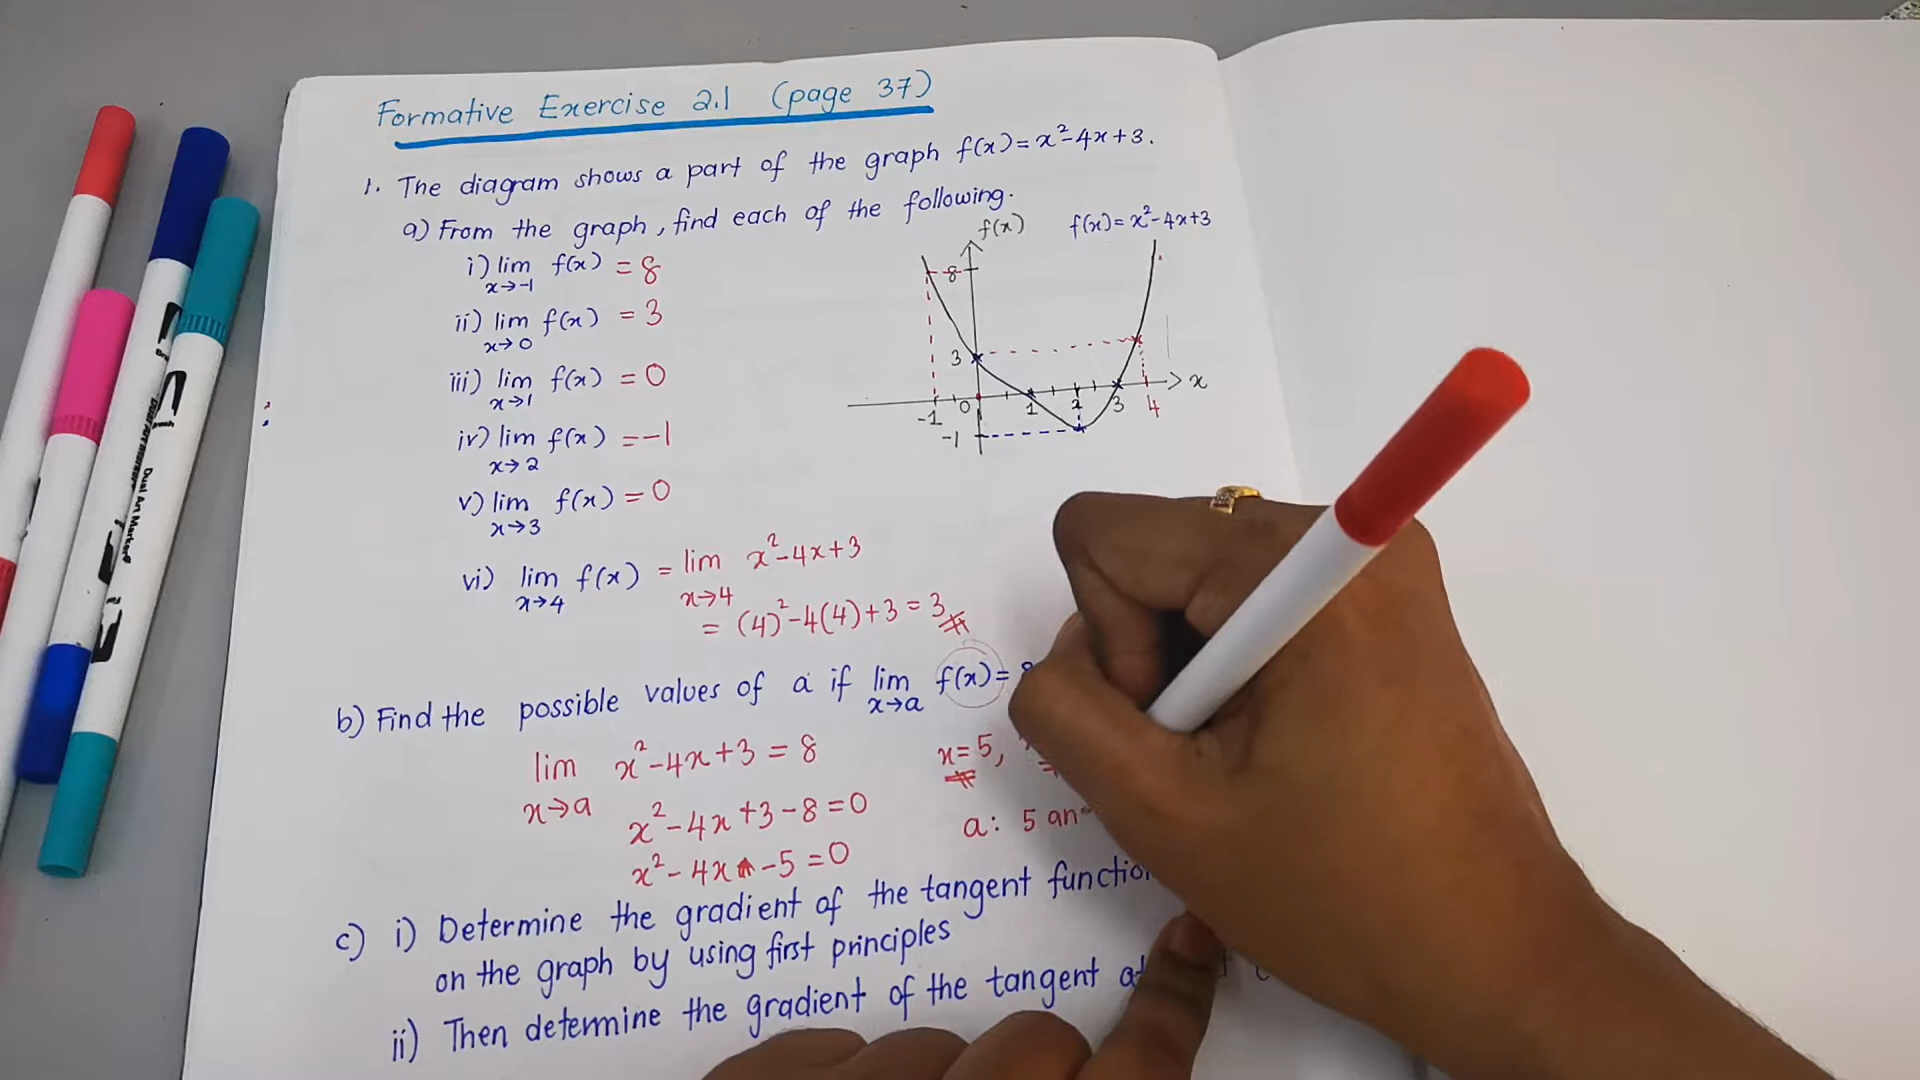 Formative Exercise 2.1 (page 37)
1. The diagram shows a part of the graph f(x)=x²-4x+3.
a) From the graph, find each of the following.
i) lim f(x) = 8
x→-1
ii) lim f(x) = 3
x→0
iii) lim f(x) = 0
x→1
iv) lim f(x) = -1
x→2
v) lim f(x) = 0
x→3
vi) lim f(x) = lim x²-4x+3
x→4 x→4
= (4)²-4(4)+3 = 3
f(x) f(x)=x²-4x+3
8
3
x
-1 0 1 2 3 4
-1
b) Find the possible values of a if lim f(x)=
x→a
lim x²-4x+3 = 8
x→a
x²-4x+3-8=0
x²-4x-5=0
x=5,
a: 5
c) i) Determine the gradient of the tangent
on the graph by using first principles
ii) Then determine the gradient of the tangent
Dual Art Marker